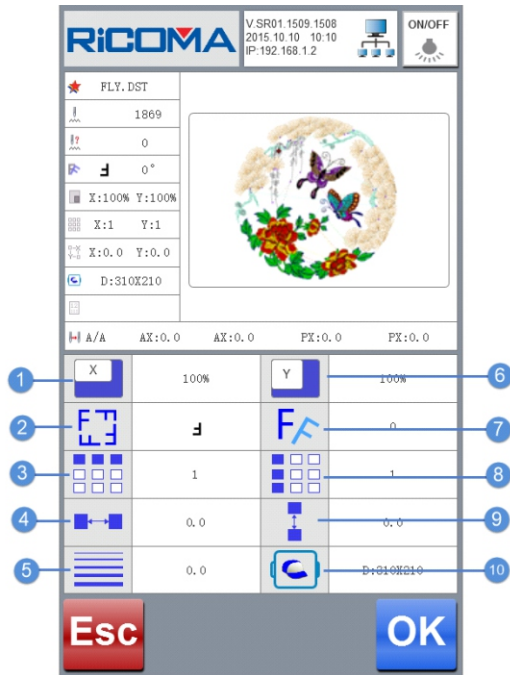 RiCOMA
V.SR01.1509.1508
2015.10.10 10:10
IP:192.168.1.2
ON/OFF
FLY.DST
1869
0
Ⅎ 0°
X:100% Y:100%
X:1 Y:1
X:0.0 Y:0.0
D:310X210
A/A AX:0.0 AX:0.0 PX:0.0 PX:0.0
1 X 100% Y 100% 6
2 F F F F Ⅎ F F 0 7
3 1 1 8
4 0.0 0.0 9
5 0.0 D:310X210 10
Esc OK